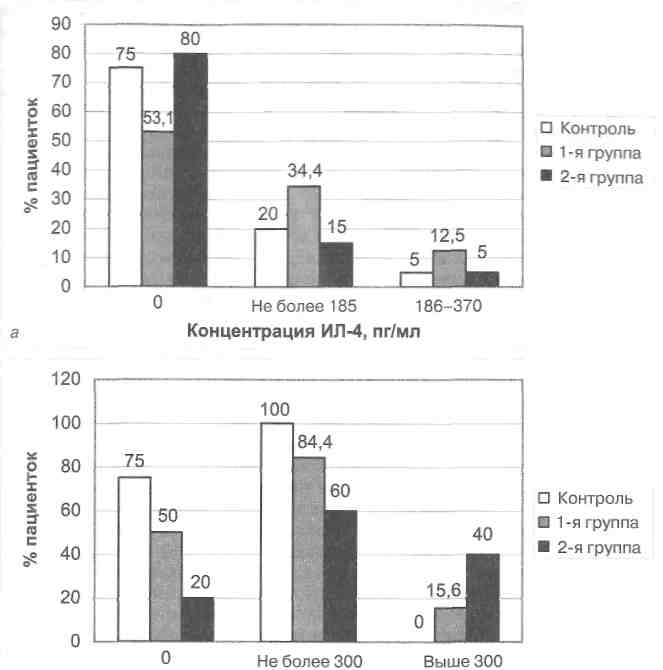 % пациенток
90
80
70
60
50
40
30
20
10
0
75
53,1
80
20
34,4
15
5
12,5
5
0
Не более 185
186–370
Контроль
1-я группа
2-я группа
а
Концентрация ИЛ-4, пг/мл
% пациенток
120
100
80
60
40
20
0
75
50
20
100
84,4
60
0
15,6
40
0
Не более 300
Выше 300
Контроль
1-я группа
2-я группа